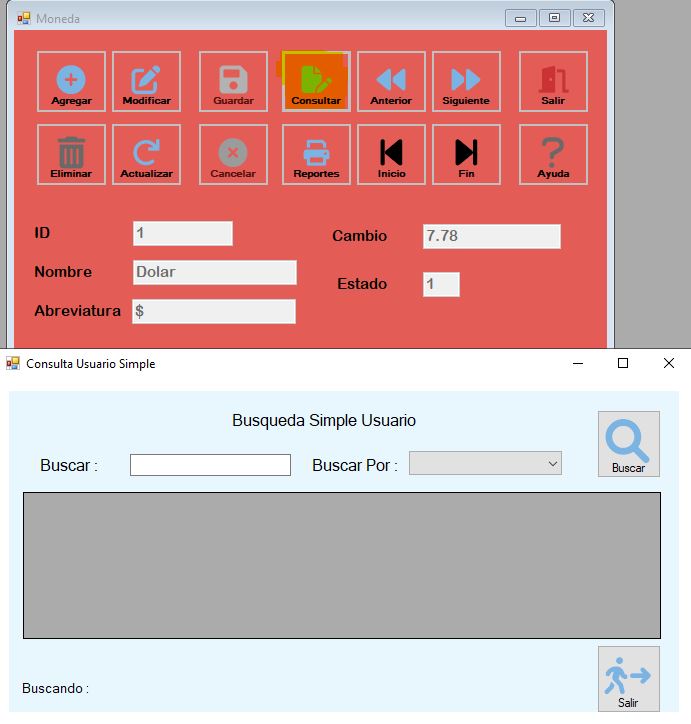 Moneda
Agregar Modificar Guardar Consultar Anterior Siguiente Salir
Eliminar Actualizar Cancelar Reportes Inicio Fin Ayuda
ID 1 Cambio 7.78
Nombre Dolar Estado 1
Abreviatura $
Consulta Usuario Simple
Busqueda Simple Usuario
Buscar : Buscar Por : Buscar
Buscando : Salir